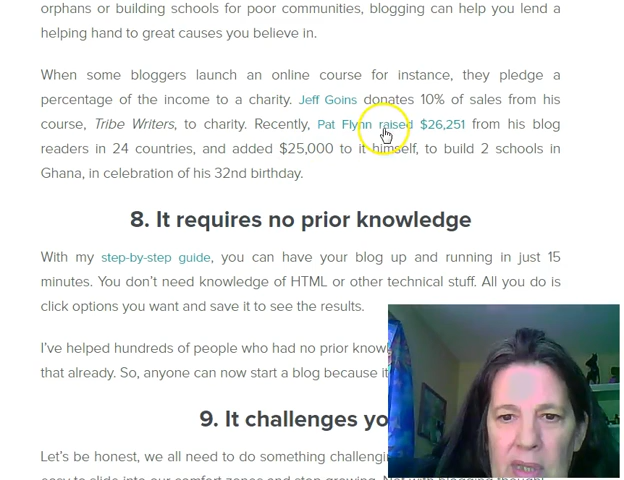 orphans or building schools for poor communities, blogging can help you lend a
helping hand to great causes you believe in.
When some bloggers launch an online course for instance, they pledge a
percentage of the income to a charity. Jeff Goins donates 10% of sales from his
course, Tribe Writers, to charity. Recently, Pat Flynn raised $26,251 from his blog
readers in 24 countries, and added $25,000 to it himself, to build 2 schools in
Ghana, in celebration of his 32nd birthday.
8. It requires no prior knowledge
With my step-by-step guide, you can have your blog up and running in just 15
minutes. You don't need knowledge of HTML or other technical stuff. All you do is
click options you want and save it to see the results.
I've helped hundreds of people who had no prior
that already. So, anyone can now start a blog because
9. It challenges
Let's be honest, we all need to do something